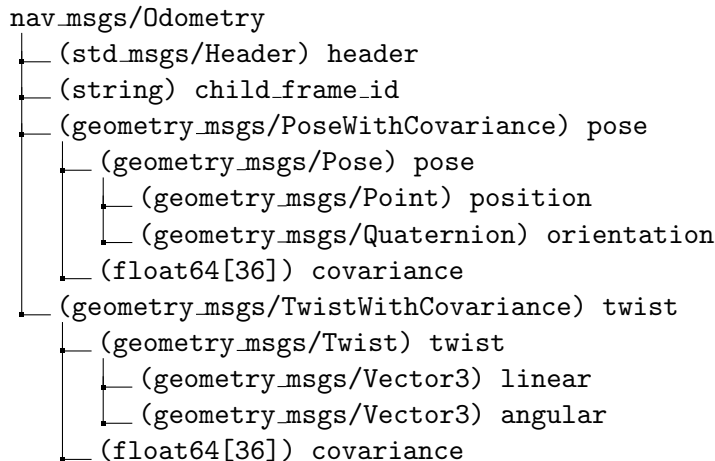 nav_msgs/Odometry
(std_msgs/Header) header
(string) child_frame_id
(geometry_msgs/PoseWithCovariance) pose
(geometry_msgs/Pose) pose
(geometry_msgs/Point) position
(geometry_msgs/Quaternion) orientation
(float64[36]) covariance
(geometry_msgs/TwistWithCovariance) twist
(geometry_msgs/Twist) twist
(geometry_msgs/Vector3) linear
(geometry_msgs/Vector3) angular
(float64[36]) covariance